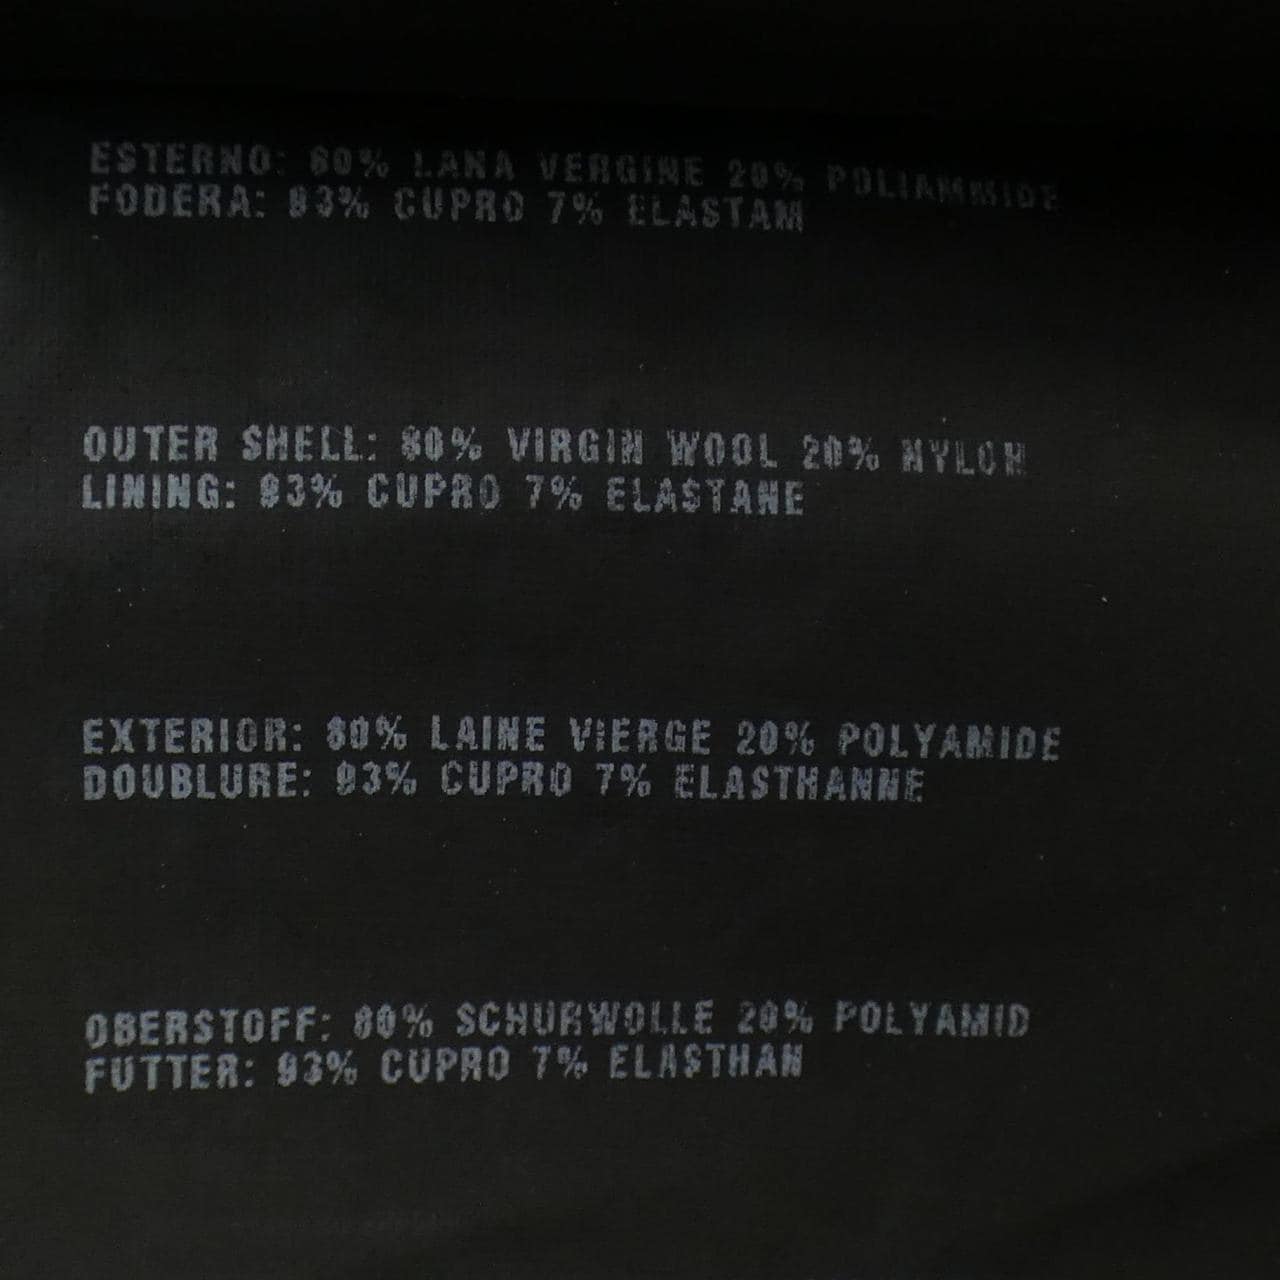 ESTERNO: 80% LANA VERGINE 20% POLIAMMIDE
FODERA: 93% CUPRO 7% ELASTAM
OUTER SHELL: 80% VIRGIN WOOL 20% NYLON
LINING: 93% CUPRO 7% ELASTANE
EXTERIOR: 80% LAINE VIERGE 20% POLYAMIDE
DOUBLURE: 93% CUPRO 7% ELASTHANNE
OBERSTOFF: 80% SCHURWOLLE 20% POLYAMID
FUTTER: 93% CUPRO 7% ELASTHAN